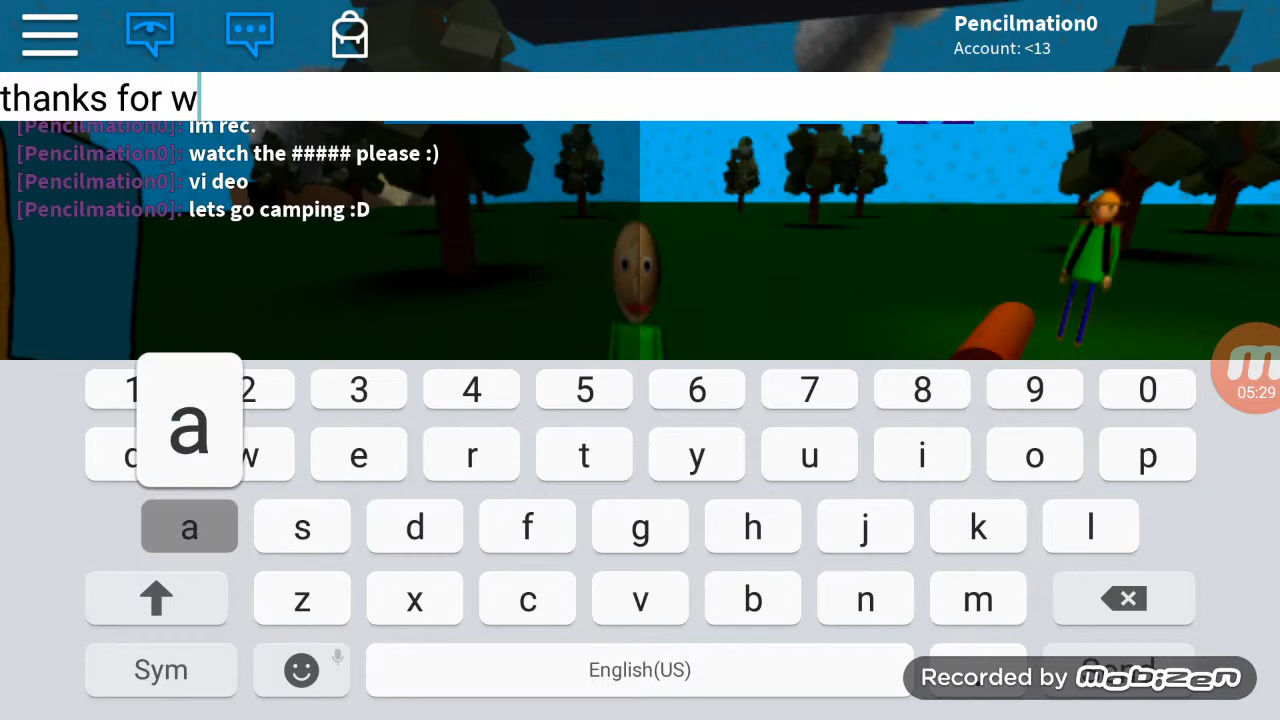 Pencilmation0
Account: <13
thanks for w
[Pencilmation0]: im rec.
[Pencilmation0]: watch the ##### please :)
[Pencilmation0]: vi deo
[Pencilmation0]: lets go camping :D
05:29
1 2 3 4 5 6 7 8 9 0
a
w e r t y u i o p
a s d f g h j k l
z x c v b n m
Sym English(US)
Recorded by mobizen